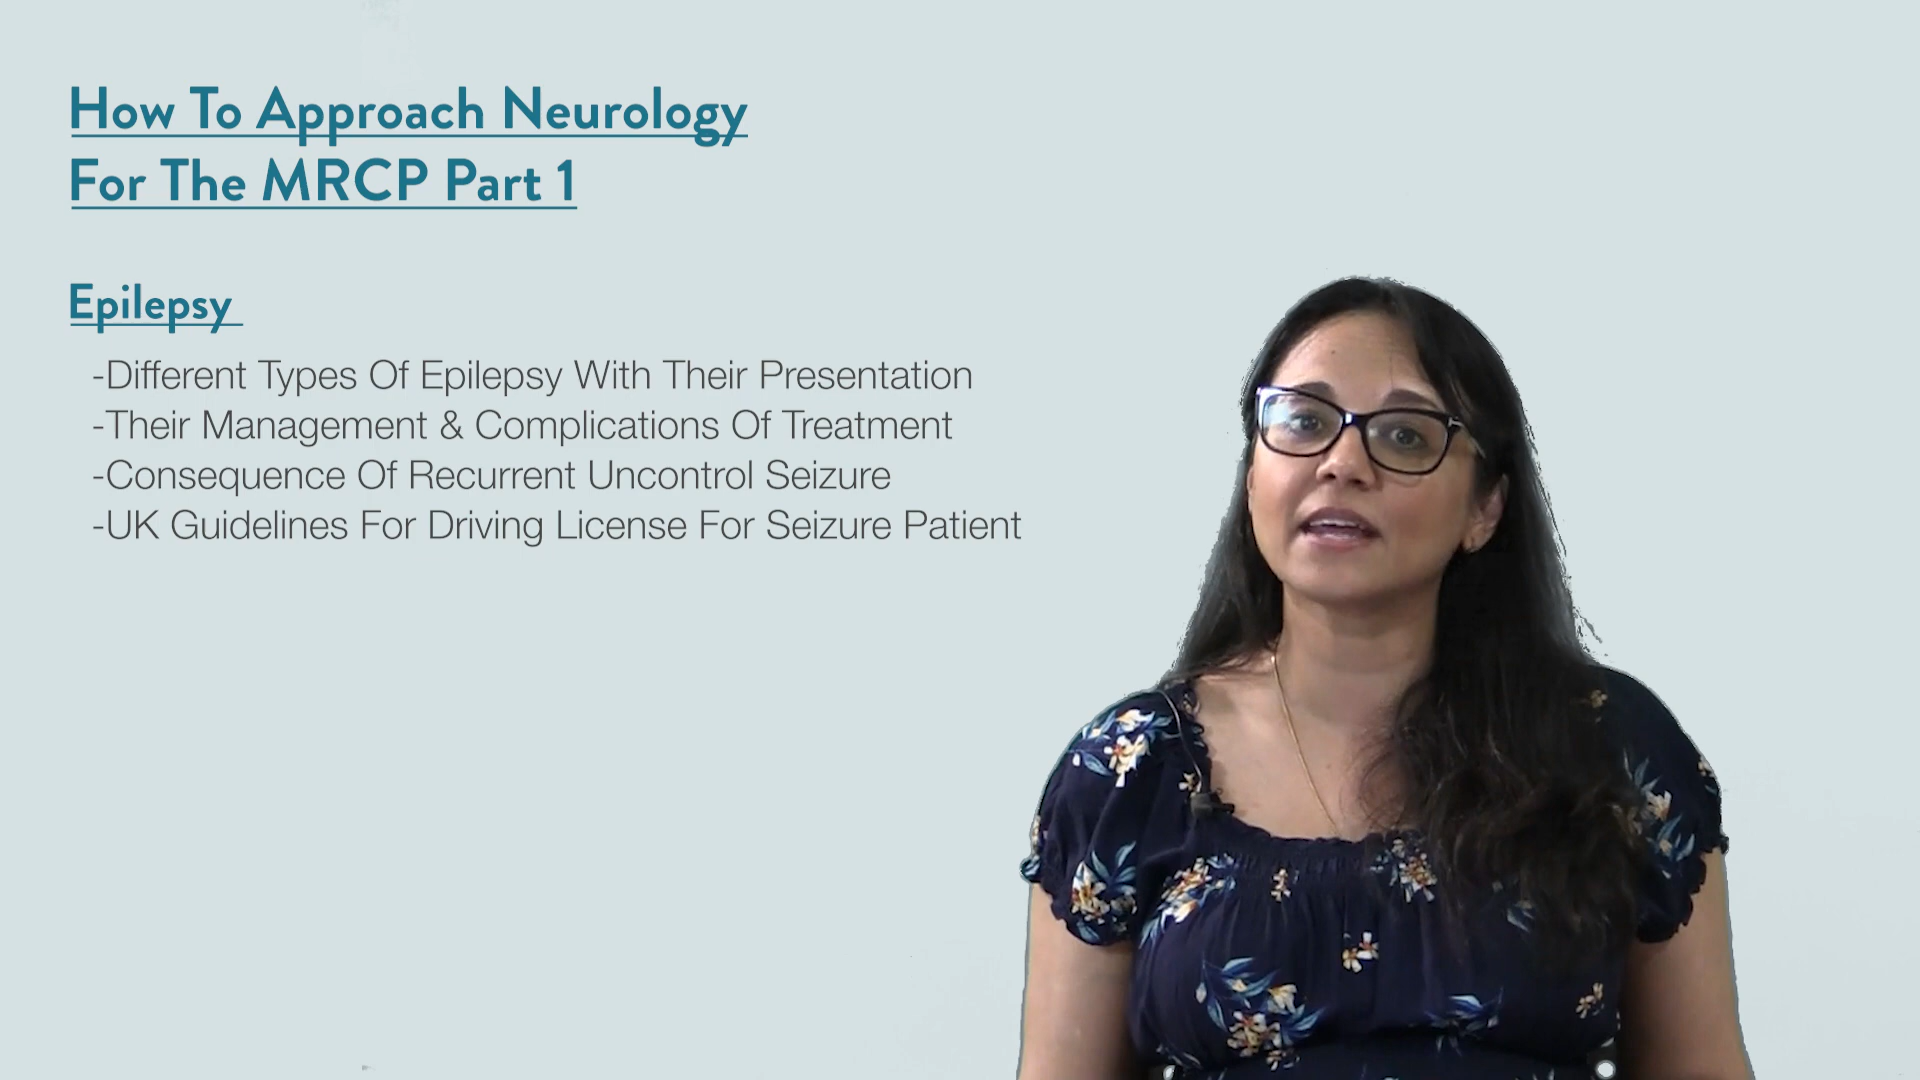 How To Approach Neurology
For The MRCP Part 1
Epilepsy
-Different Types Of Epilepsy With Their Presentation
-Their Management & Complications Of Treatment
-Consequence Of Recurrent Uncontrol Seizure
-UK Guidelines For Driving License For Seizure Patient